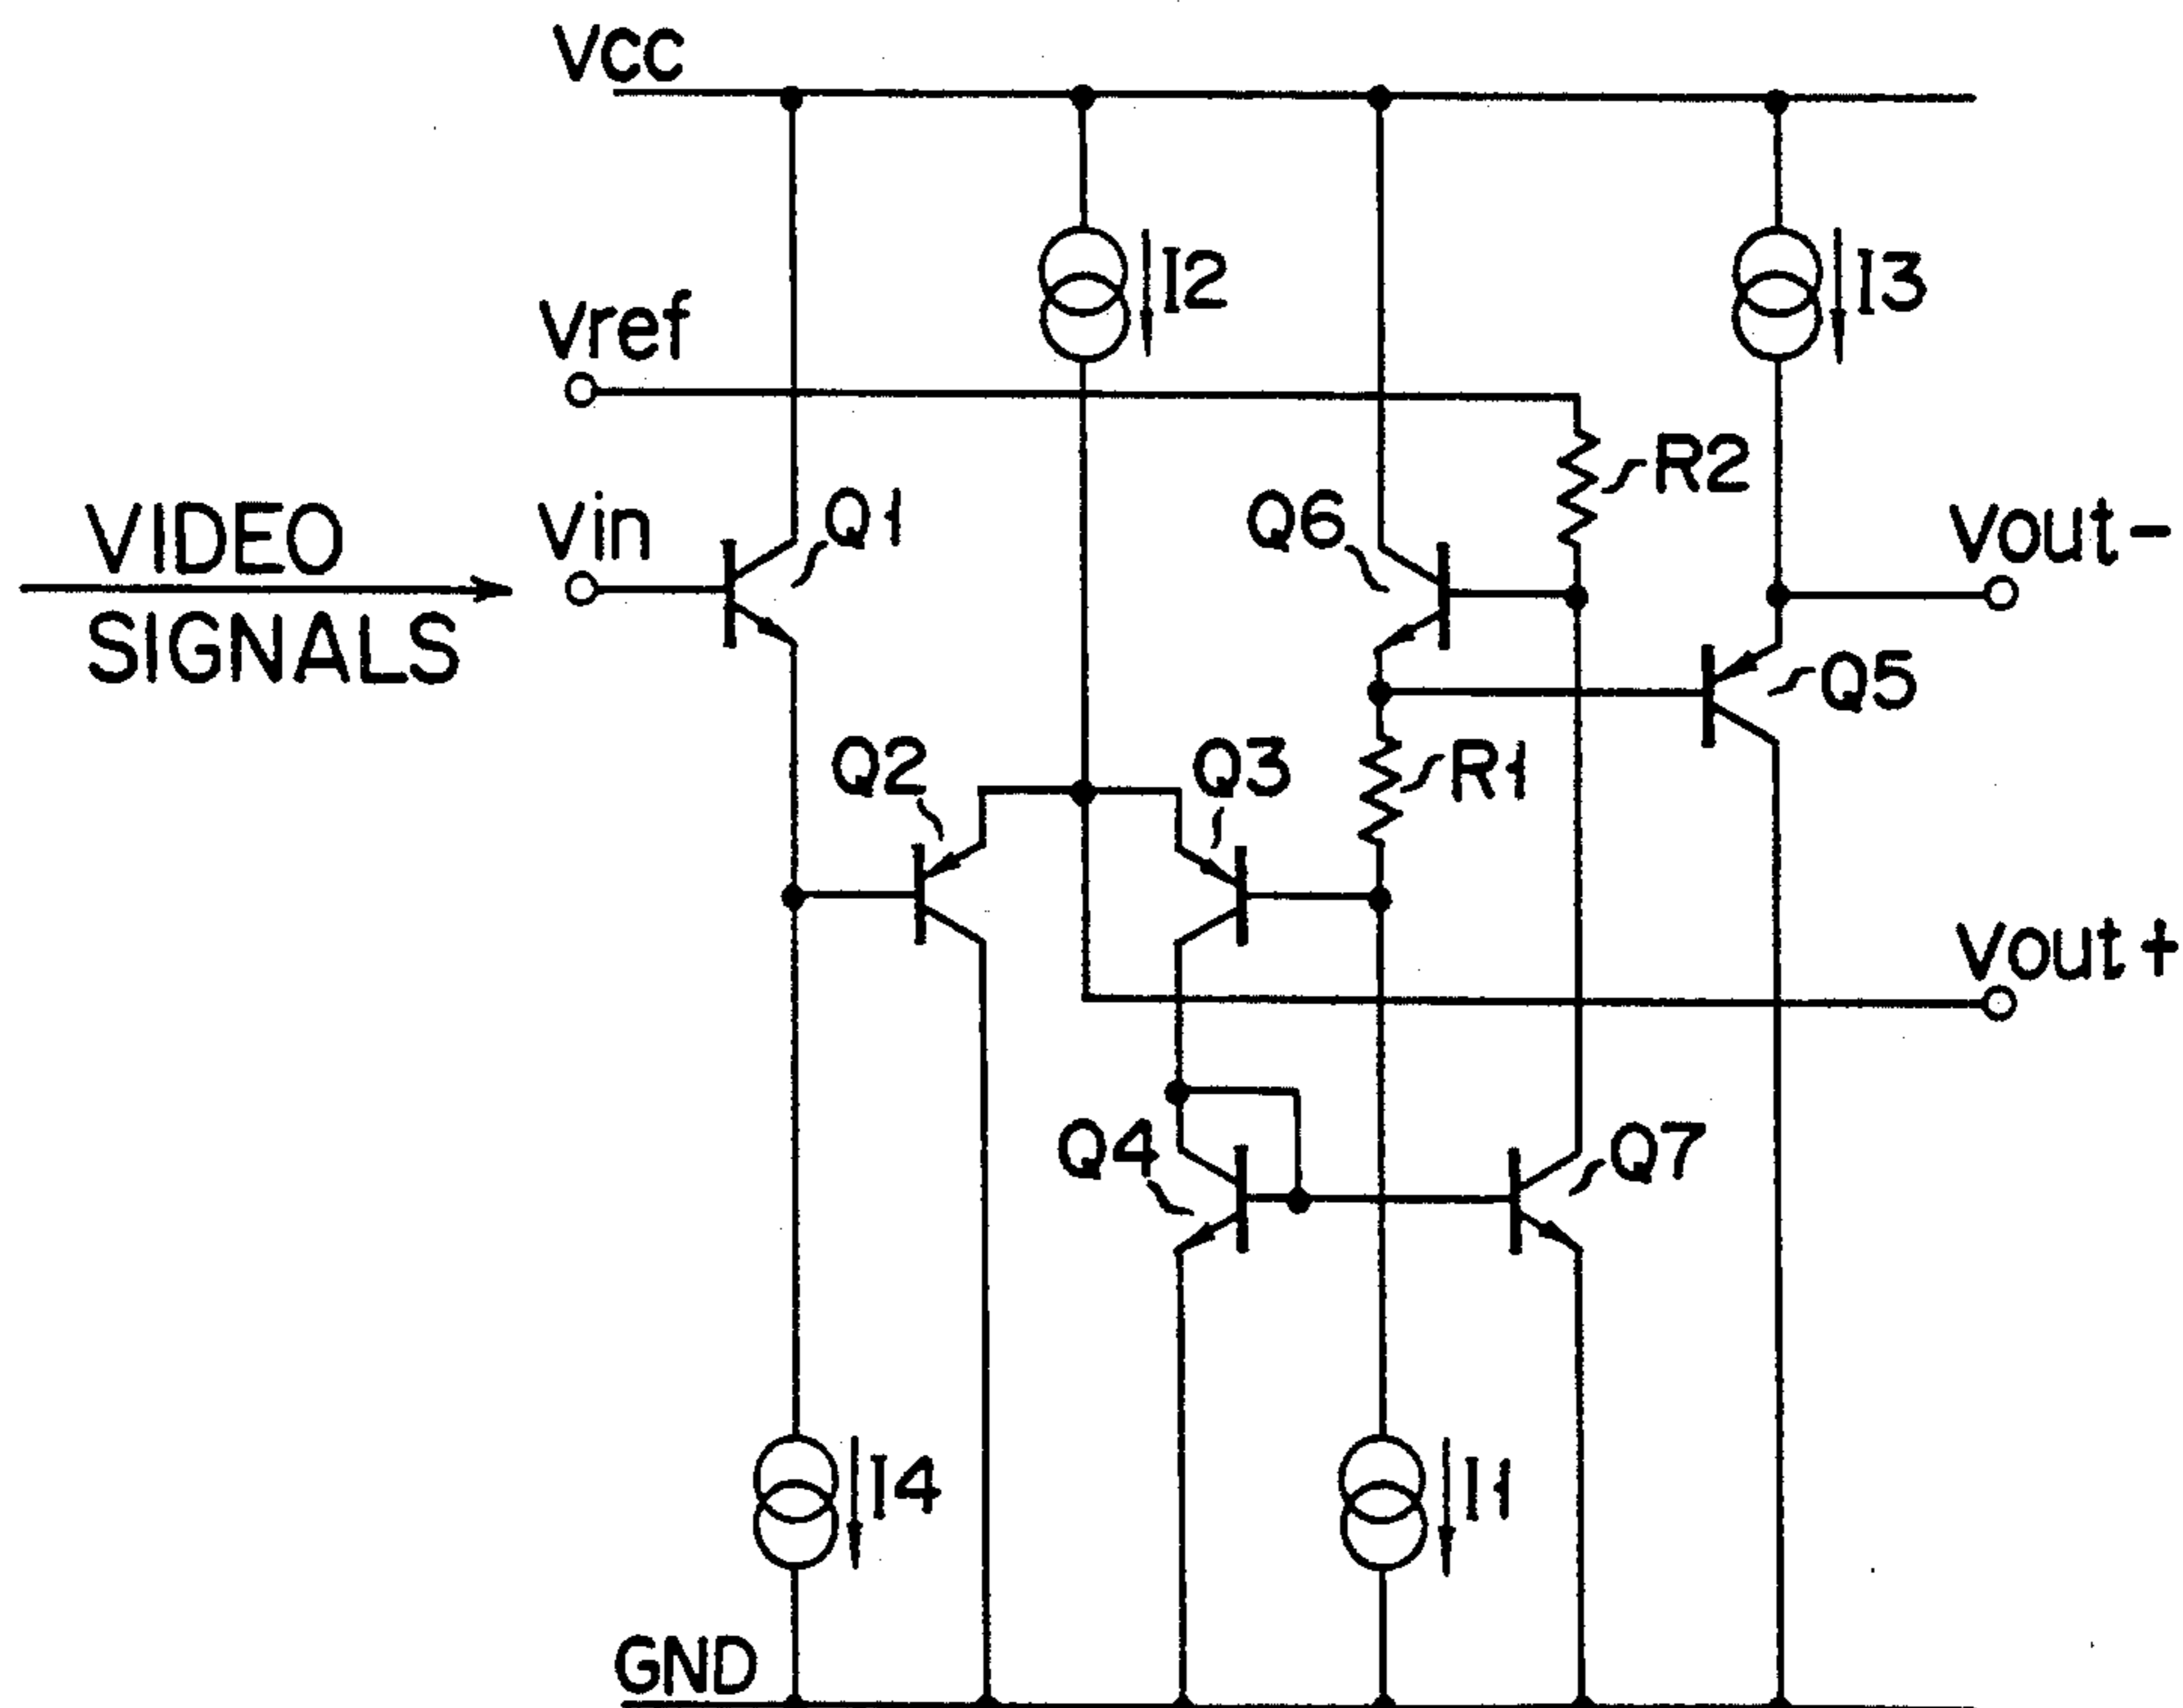 VCC
I2
I3
Vref
R2
VIDEO
SIGNALS
Vin
Q1
Q6
Vout-
Q5
Q2
Q3
R1
Vout+
Q4
Q7
I4
I1
GND